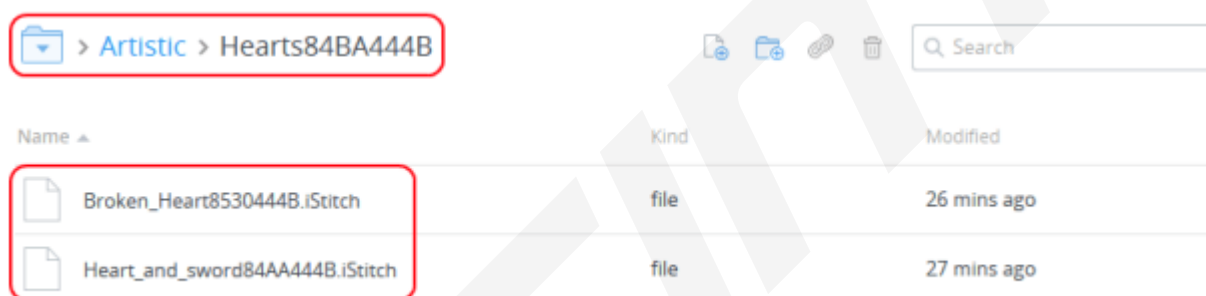 > Artistic > Hearts84BA444B
Search
Name Kind Modified
Broken_Heart8530444B.iStitch file 26 mins ago
Heart_and_sword84AA444B.iStitch file 27 mins ago